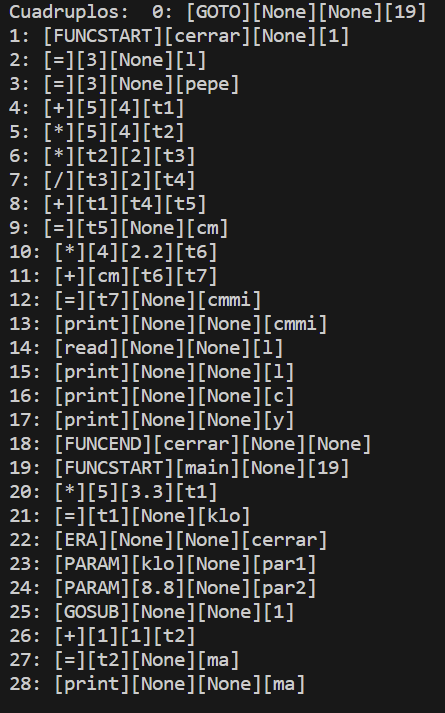 Cuadruplos:  0: [GOTO][None][None][19]
1: [FUNCSTART][cerrar][None][1]
2: [=][3][None][l]
3: [=][3][None][pepe]
4: [+][5][4][t1]
5: [*][5][4][t2]
6: [*][t2][2][t3]
7: [/][t3][2][t4]
8: [+][t1][t4][t5]
9: [=][t5][None][cm]
10: [*][4][2.2][t6]
11: [+][cm][t6][t7]
12: [=][t7][None][cmmi]
13: [print][None][None][cmmi]
14: [read][None][None][l]
15: [print][None][None][l]
16: [print][None][None][c]
17: [print][None][None][y]
18: [FUNCEND][cerrar][None][None]
19: [FUNCSTART][main][None][19]
20: [*][5][3.3][t1]
21: [=][t1][None][klo]
22: [ERA][None][None][cerrar]
23: [PARAM][klo][None][par1]
24: [PARAM][8.8][None][par2]
25: [GOSUB][None][None][1]
26: [+][1][1][t2]
27: [=][t2][None][ma]
28: [print][None][None][ma]